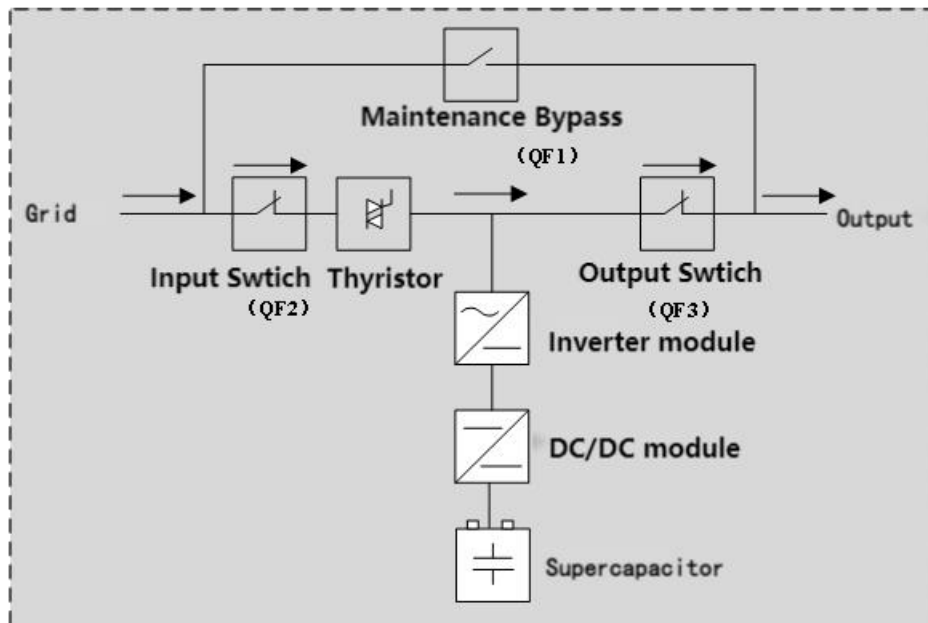 Maintenance Bypass
(QF1)
Grid
Output
Input Swtich
Thyristor
Output Swtich
(QF2)
(QF3)
Inverter module
DC/DC module
Supercapacitor